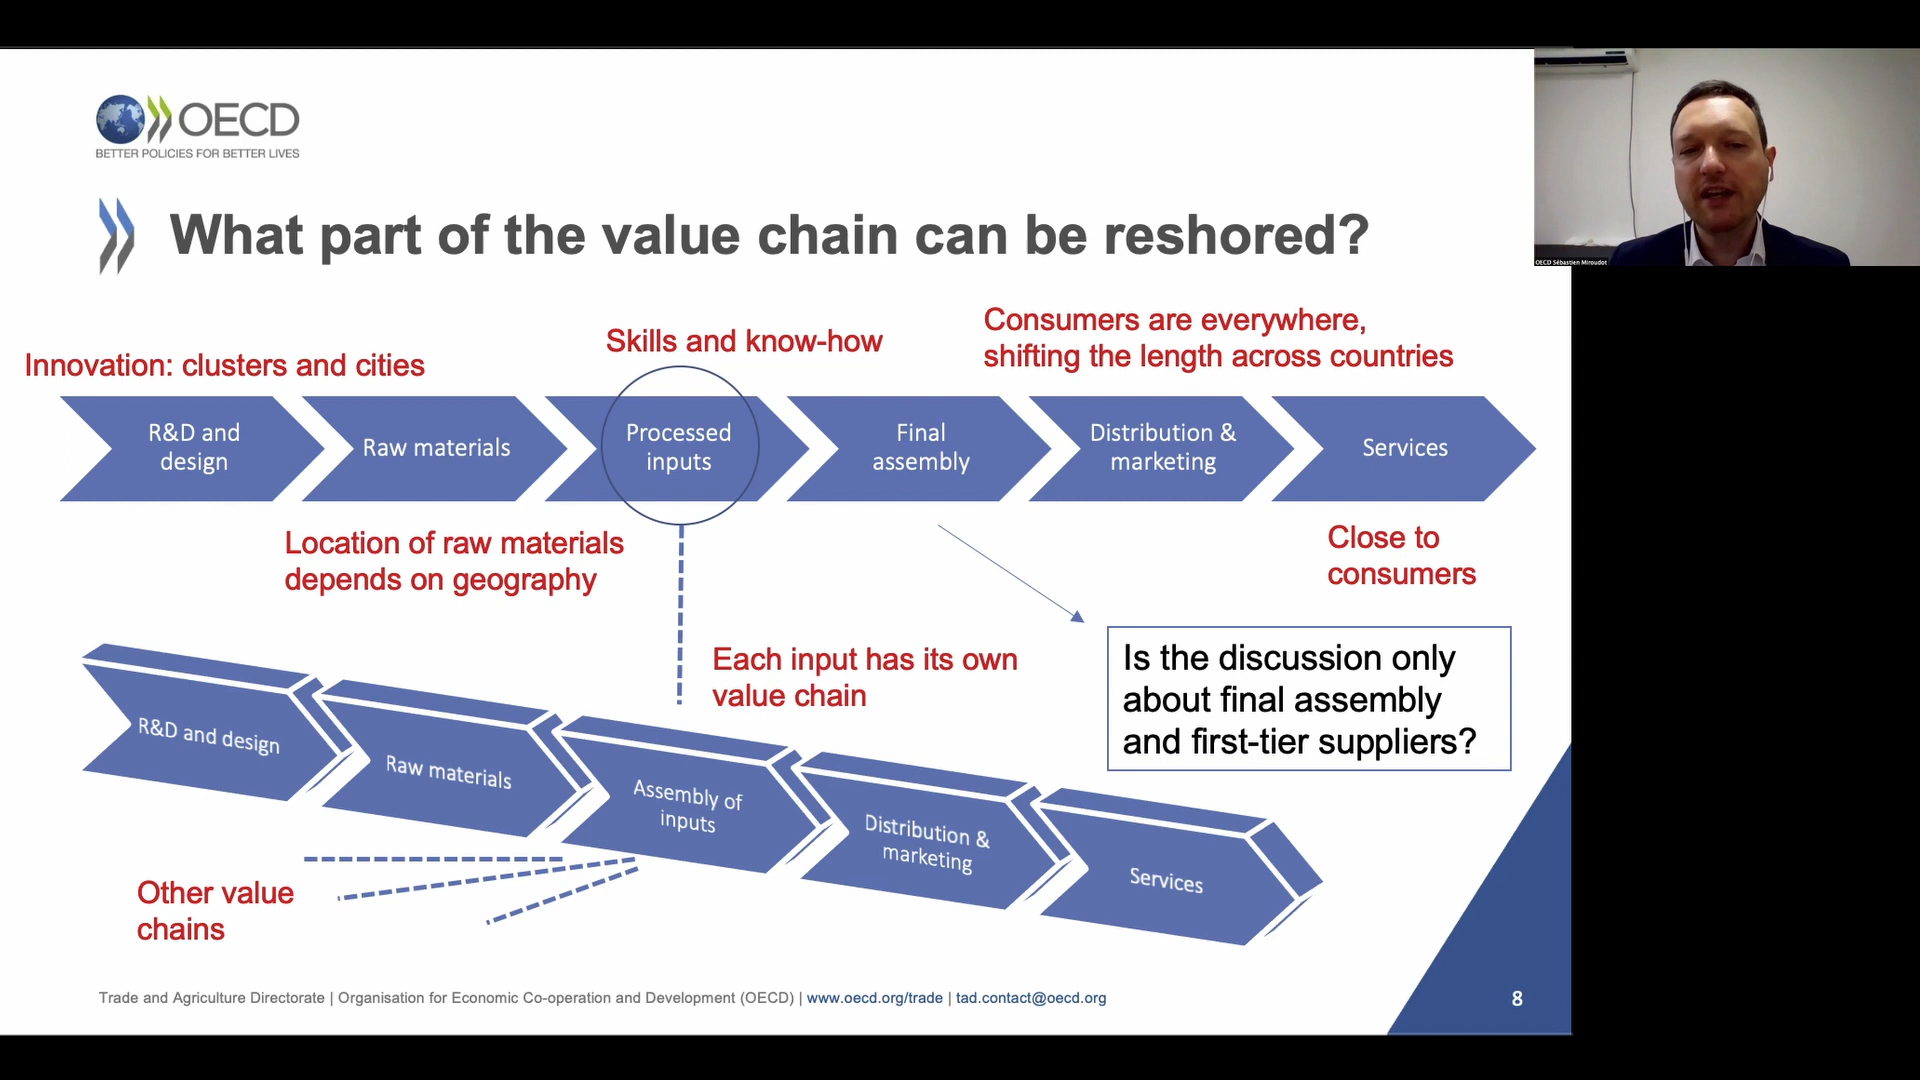 OECD
BETTER POLICIES FOR BETTER LIVES
What part of the value chain can be reshored?
OECD Sébastien Miroudot
Innovation: clusters and cities
Skills and know-how
Consumers are everywhere,
shifting the length across countries
R&D and
design
Raw materials
Processed
inputs
Final
assembly
Distribution &
marketing
Services
Location of raw materials
depends on geography
Close to
consumers
Each input has its own
value chain
Is the discussion only
about final assembly
and first-tier suppliers?
R&D and design
Raw materials
Assembly of
inputs
Distribution &
marketing
Services
Other value
chains
Trade and Agriculture Directorate | Organisation for Economic Co-operation and Development (OECD) | www.oecd.org/trade | tad.contact@oecd.org
8